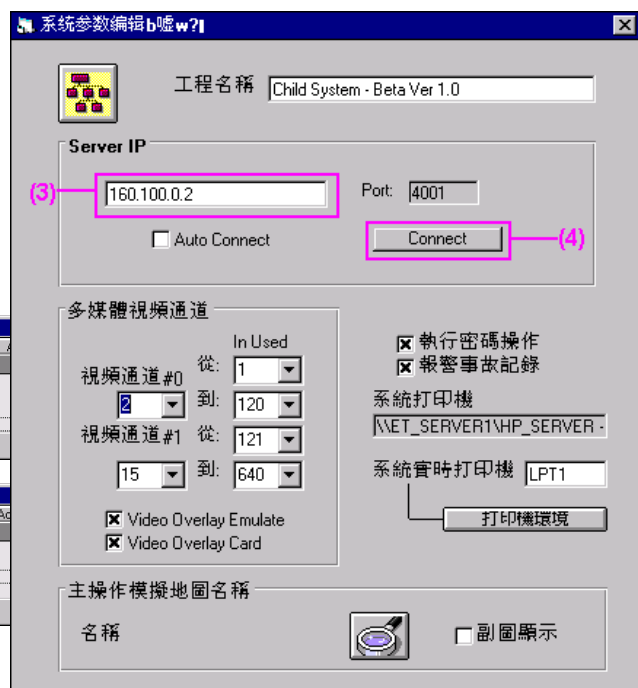 系统参数编辑b嘘w?
工程名稱 Child System - Beta Ver 1.0
Server IP
(3) 160.100.0.2 Port: 4001
Auto Connect Connect (4)
多媒體視頻通道
In Used
視頻通道#0 從: 1
2 到: 120
視頻通道#1 從: 121
15 到: 640
Video Overlay Emulate
Video Overlay Card
執行密碼操作
報警事故記錄
系統打印機
\\ET_SERVER1\HP_SERVER -
系統實時打印機 LPT1
打印機環境
主操作模擬地圖名稱
名稱 副圖顯示